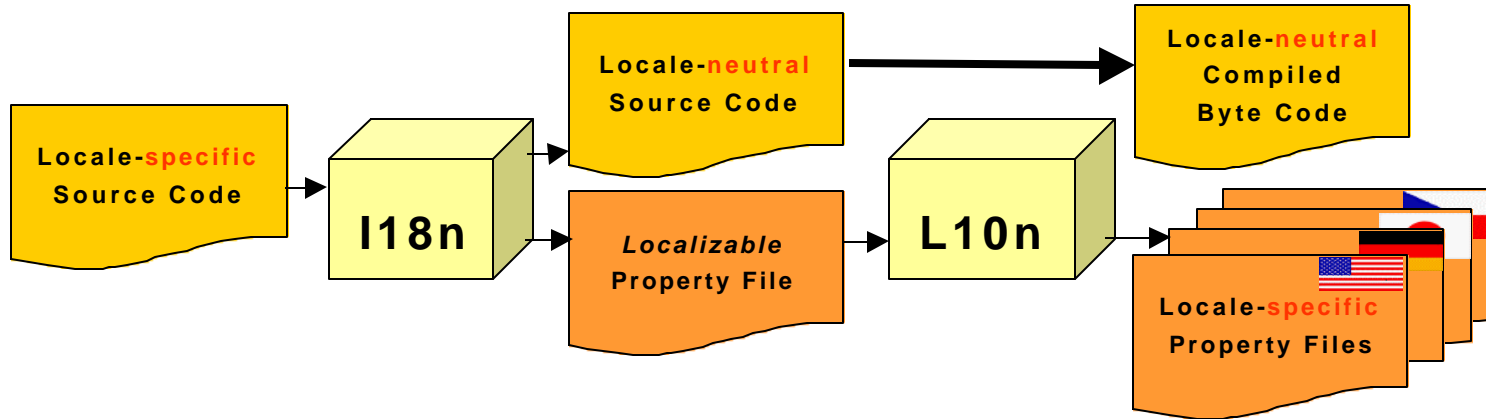 Locale-specific
Source Code
I18n
Locale-neutral
Source Code
Localizable
Property File
L10n
Locale-neutral
Compiled
Byte Code
Locale-specific
Property Files